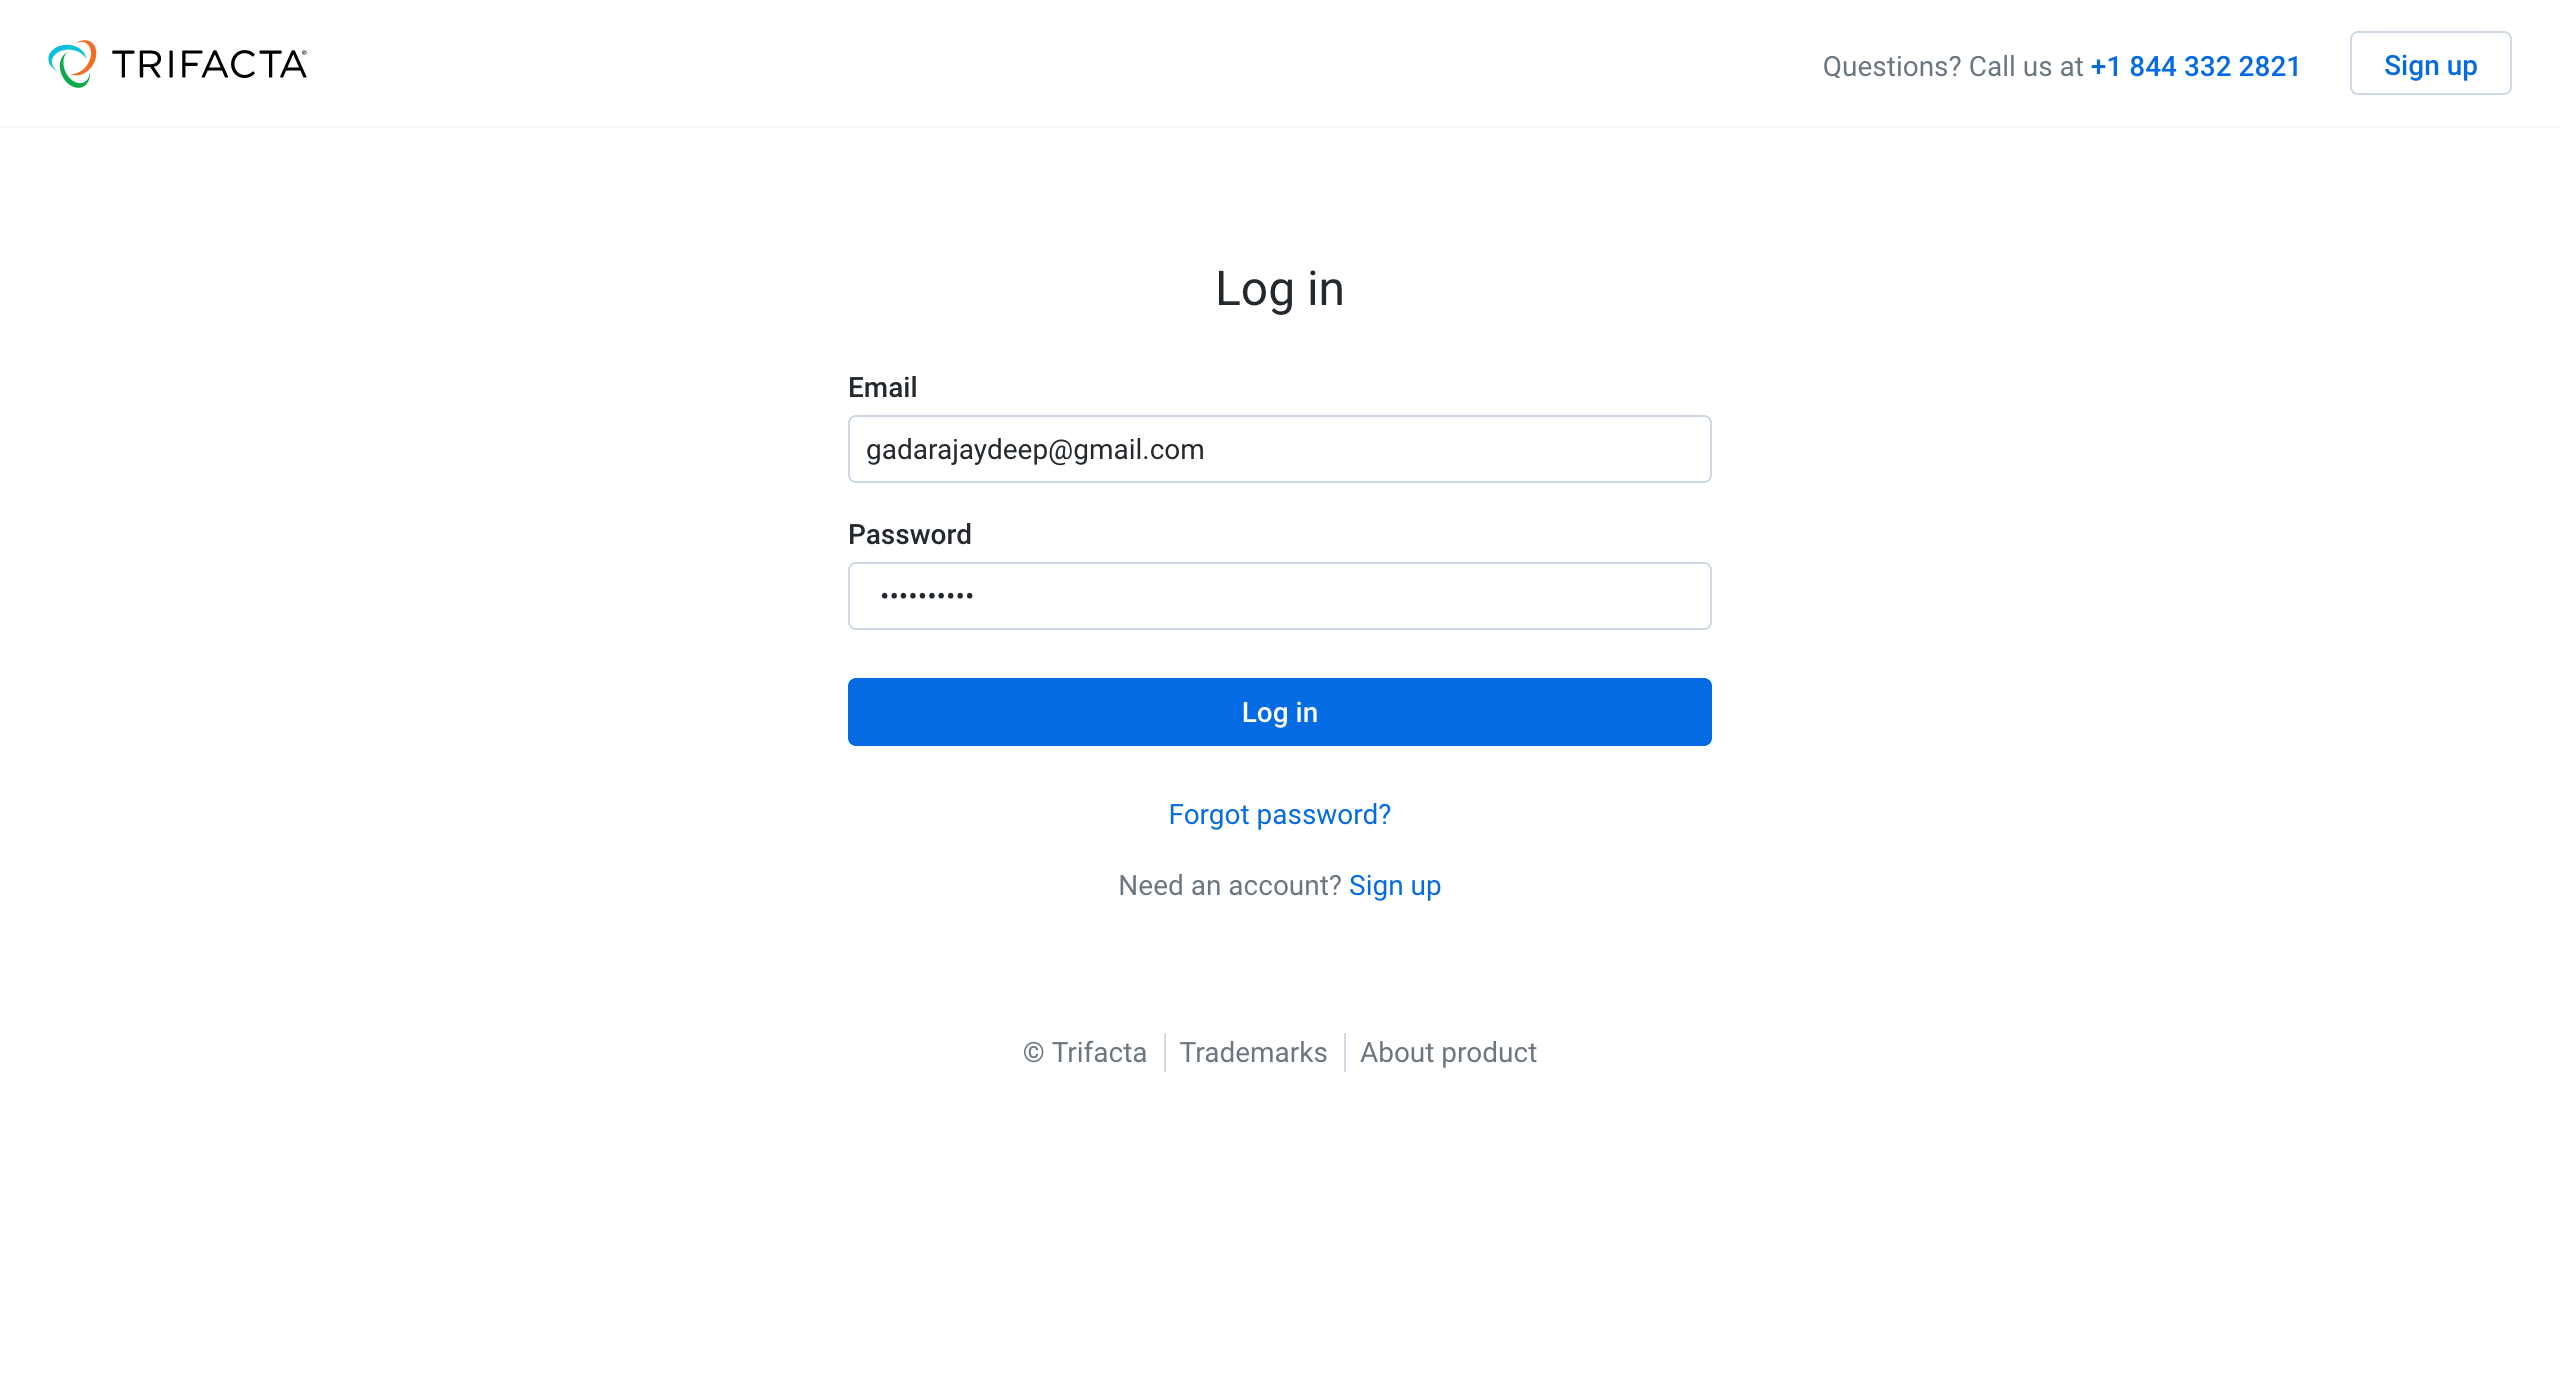 TRIFACTA®
Questions? Call us at +1 844 332 2821
Sign up
Log in
Email
gadarajaydeep@gmail.com
Password
••••••••••
Log in
Forgot password?
Need an account? Sign up
© Trifacta
Trademarks
About product